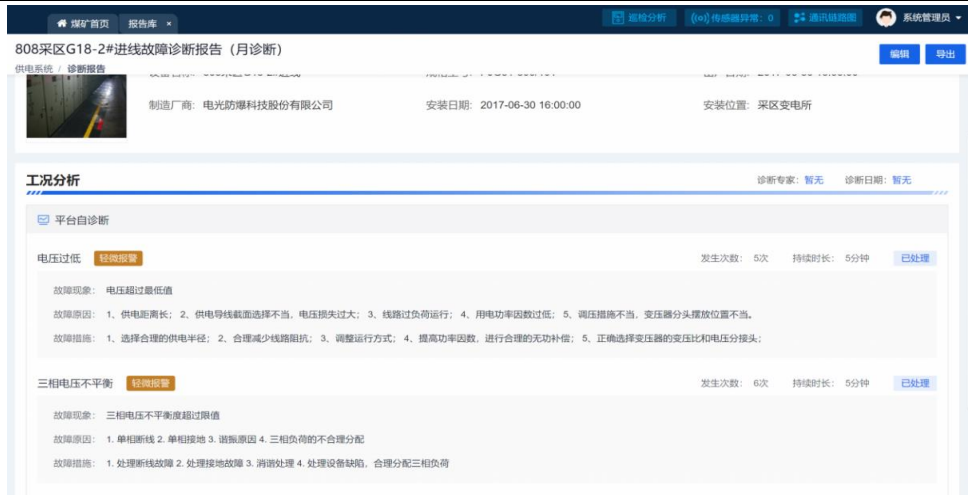 煤矿首页 报告库 × 巡检分析 ((o))传感器异常：0 通讯链路图 系统管理员
808采区G18-2#进线故障诊断报告（月诊断） 编辑 导出
供电系统 / 诊断报告
制造厂商： 电光防爆科技股份有限公司 安装日期： 2017-06-30 16:00:00 安装位置： 采区变电所
工况分析 诊断专家：暂无 诊断日期：暂无
平台自诊断
电压过低 轻微报警 发生次数： 5次 持续时长： 5分钟 已处理
故障现象： 电压超过最低值
故障原因： 1、供电距离长； 2、供电导线截面选择不当，电压损失过大； 3、线路过负荷运行； 4、用电功率因数过低； 5、调压措施不当，变压器分头摆放位置不当。
故障措施： 1、选择合理的供电半径； 2、合理减少线路阻抗； 3、调整运行方式； 4、提高功率因数，进行合理的无功补偿； 5、正确选择变压器的变压比和电压分接头；
三相电压不平衡 轻微报警 发生次数： 6次 持续时长： 5分钟 已处理
故障现象： 三相电压不平衡度超过限值
故障原因： 1. 单相断线 2. 单相接地 3. 谐振原因 4. 三相负荷的不合理分配
故障措施： 1. 处理断线故障 2. 处理接地故障 3. 消谐处理 4. 处理设备缺陷，合理分配三相负荷